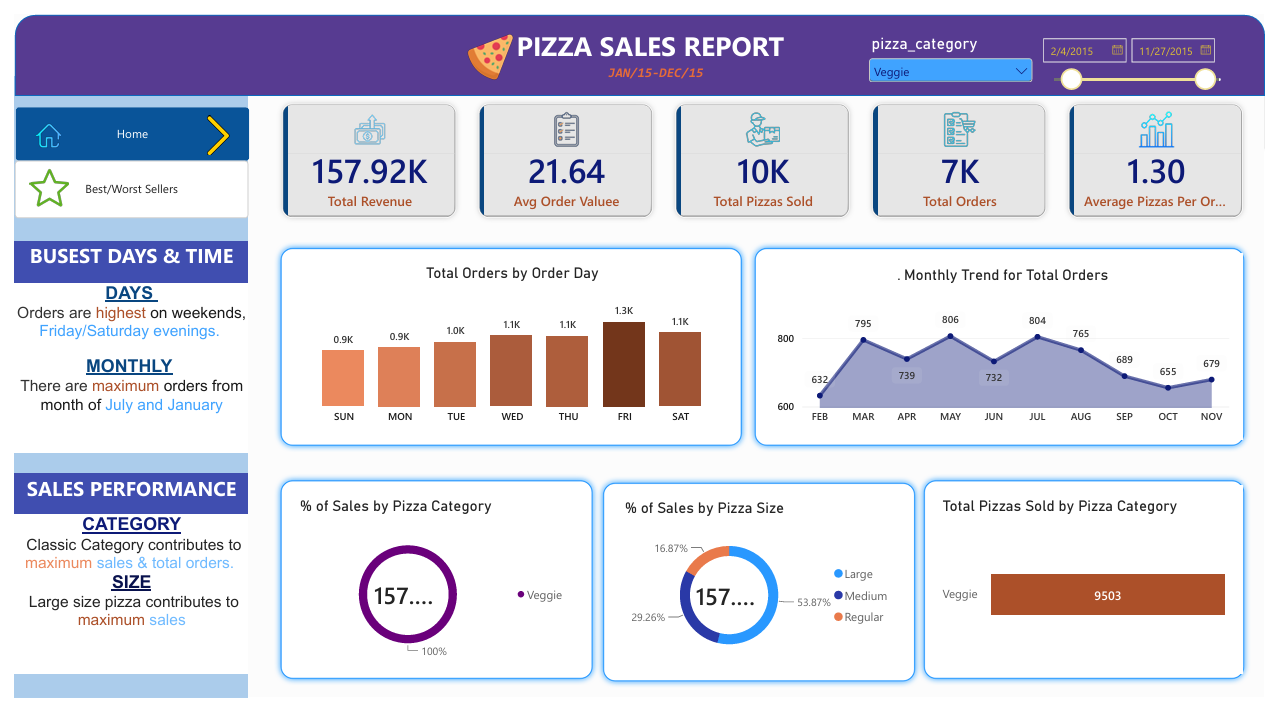 PIZZA SALES REPORT
JAN/15-DEC/15
pizza_category
Veggie
2/4/2015
11/27/2015
Home
Best/Worst Sellers
157.92K
Total Revenue
21.64
Avg Order Valuee
10K
Total Pizzas Sold
7K
Total Orders
1.30
Average Pizzas Per Or...
BUSEST DAYS & TIME
DAYS
Orders are highest on weekends,
Friday/Saturday evenings.
MONTHLY
There are maximum orders from
month of July and January
SALES PERFORMANCE
CATEGORY
Classic Category contributes to
maximum sales & total orders.
SIZE
Large size pizza contributes to
maximum sales
Total Orders by Order Day
0.9K
0.9K
1.0K
1.1K
1.1K
1.3K
1.1K
SUN
MON
TUE
WED
THU
FRI
SAT
. Monthly Trend for Total Orders
800
600
632
795
739
806
732
804
765
689
655
679
FEB
MAR
APR
MAY
JUN
JUL
AUG
SEP
OCT
NOV
% of Sales by Pizza Category
157....
100%
Veggie
% of Sales by Pizza Size
16.87%
157....
53.87%
29.26%
Large
Medium
Regular
Total Pizzas Sold by Pizza Category
Veggie
9503